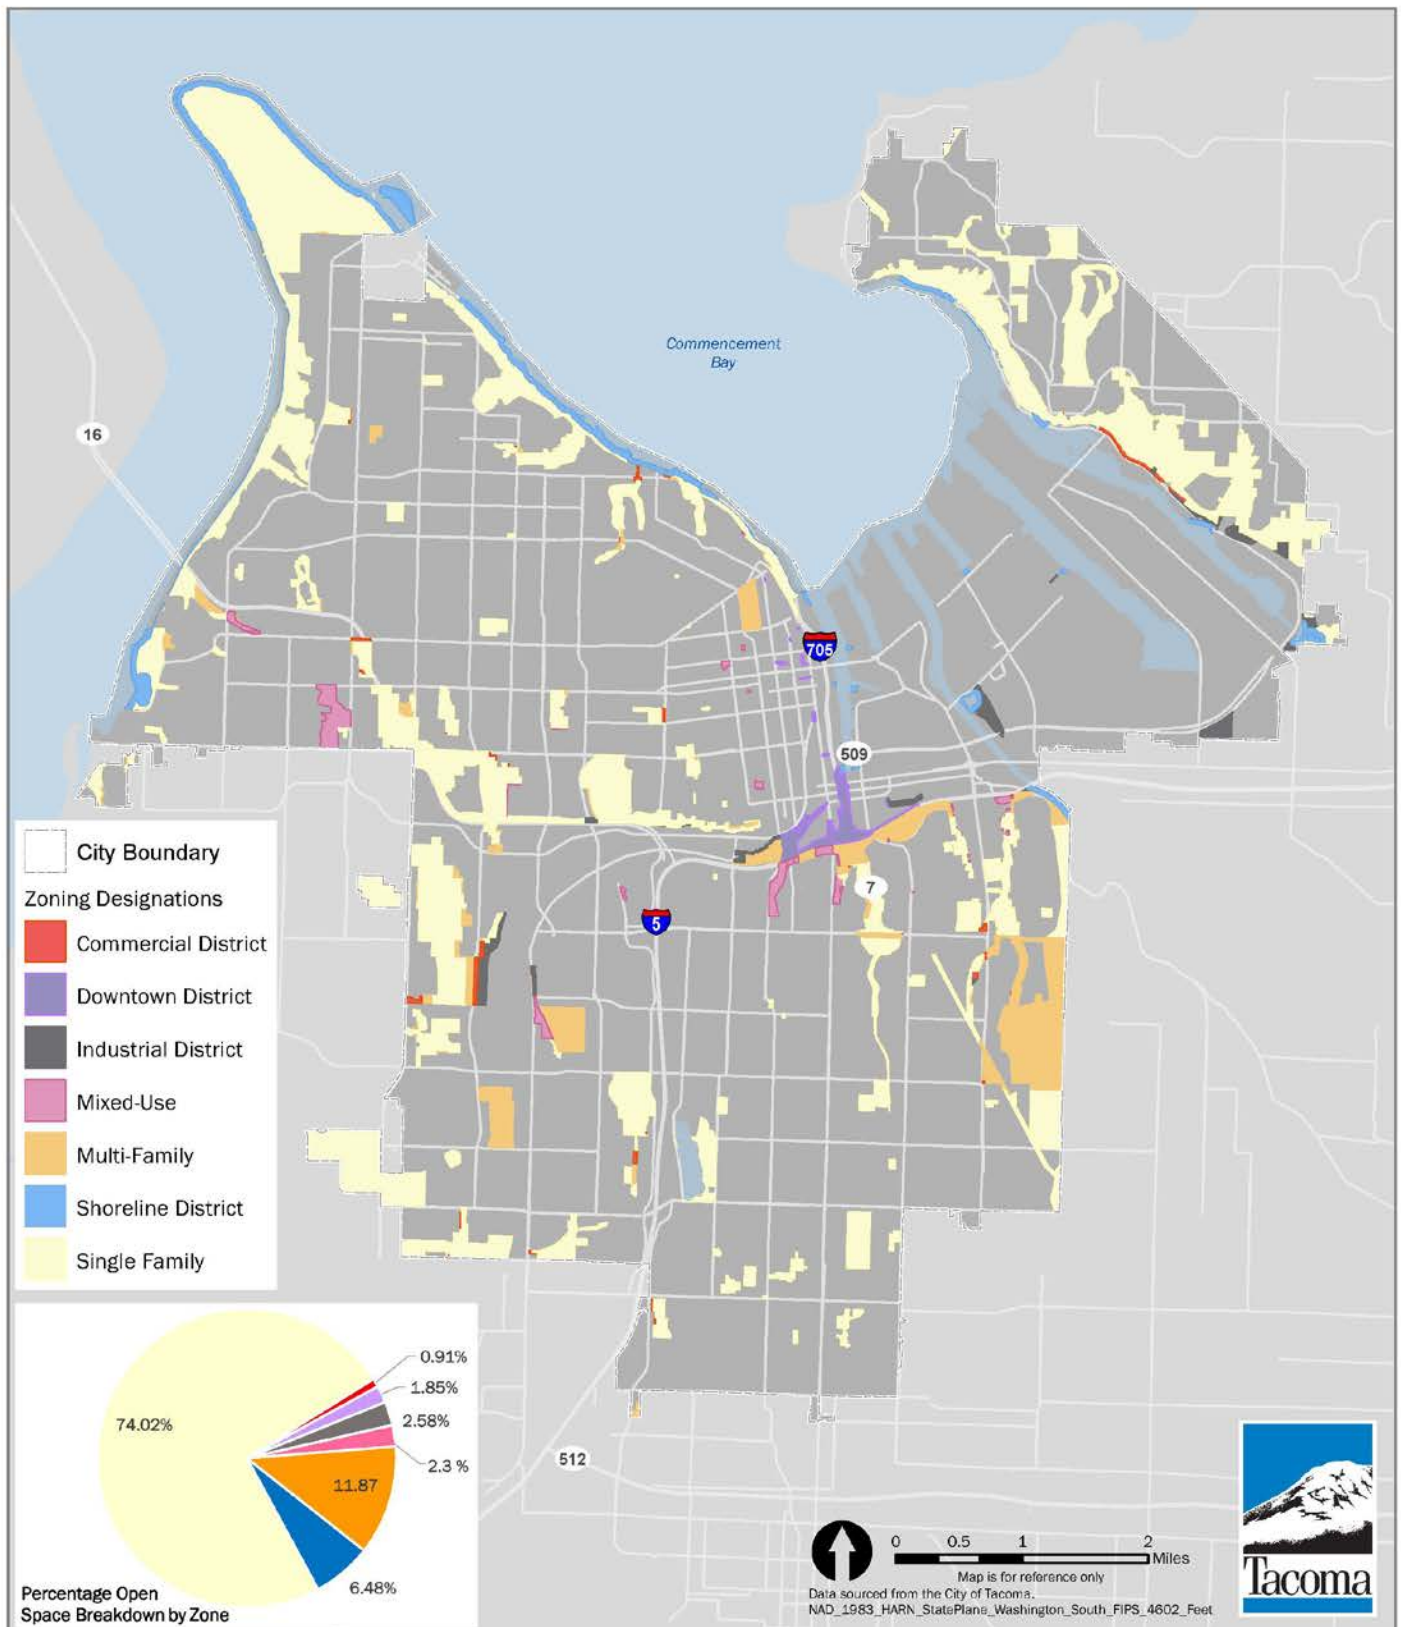 Commencement
Bay
16
705
509
7
5
512
City Boundary
Zoning Designations
Commercial District
Downtown District
Industrial District
Mixed-Use
Multi-Family
Shoreline District
Single Family
0.91%
1.85%
74.02%
2.58%
2.3 %
11.87
6.48%
Percentage Open
Space Breakdown by Zone
0 0.5 1 2
Miles
Map is for reference only
Data sourced from the City of Tacoma.
NAD_1983_HARN_StatePlane_Washington_South_FIPS_4602_Feet
Tacoma